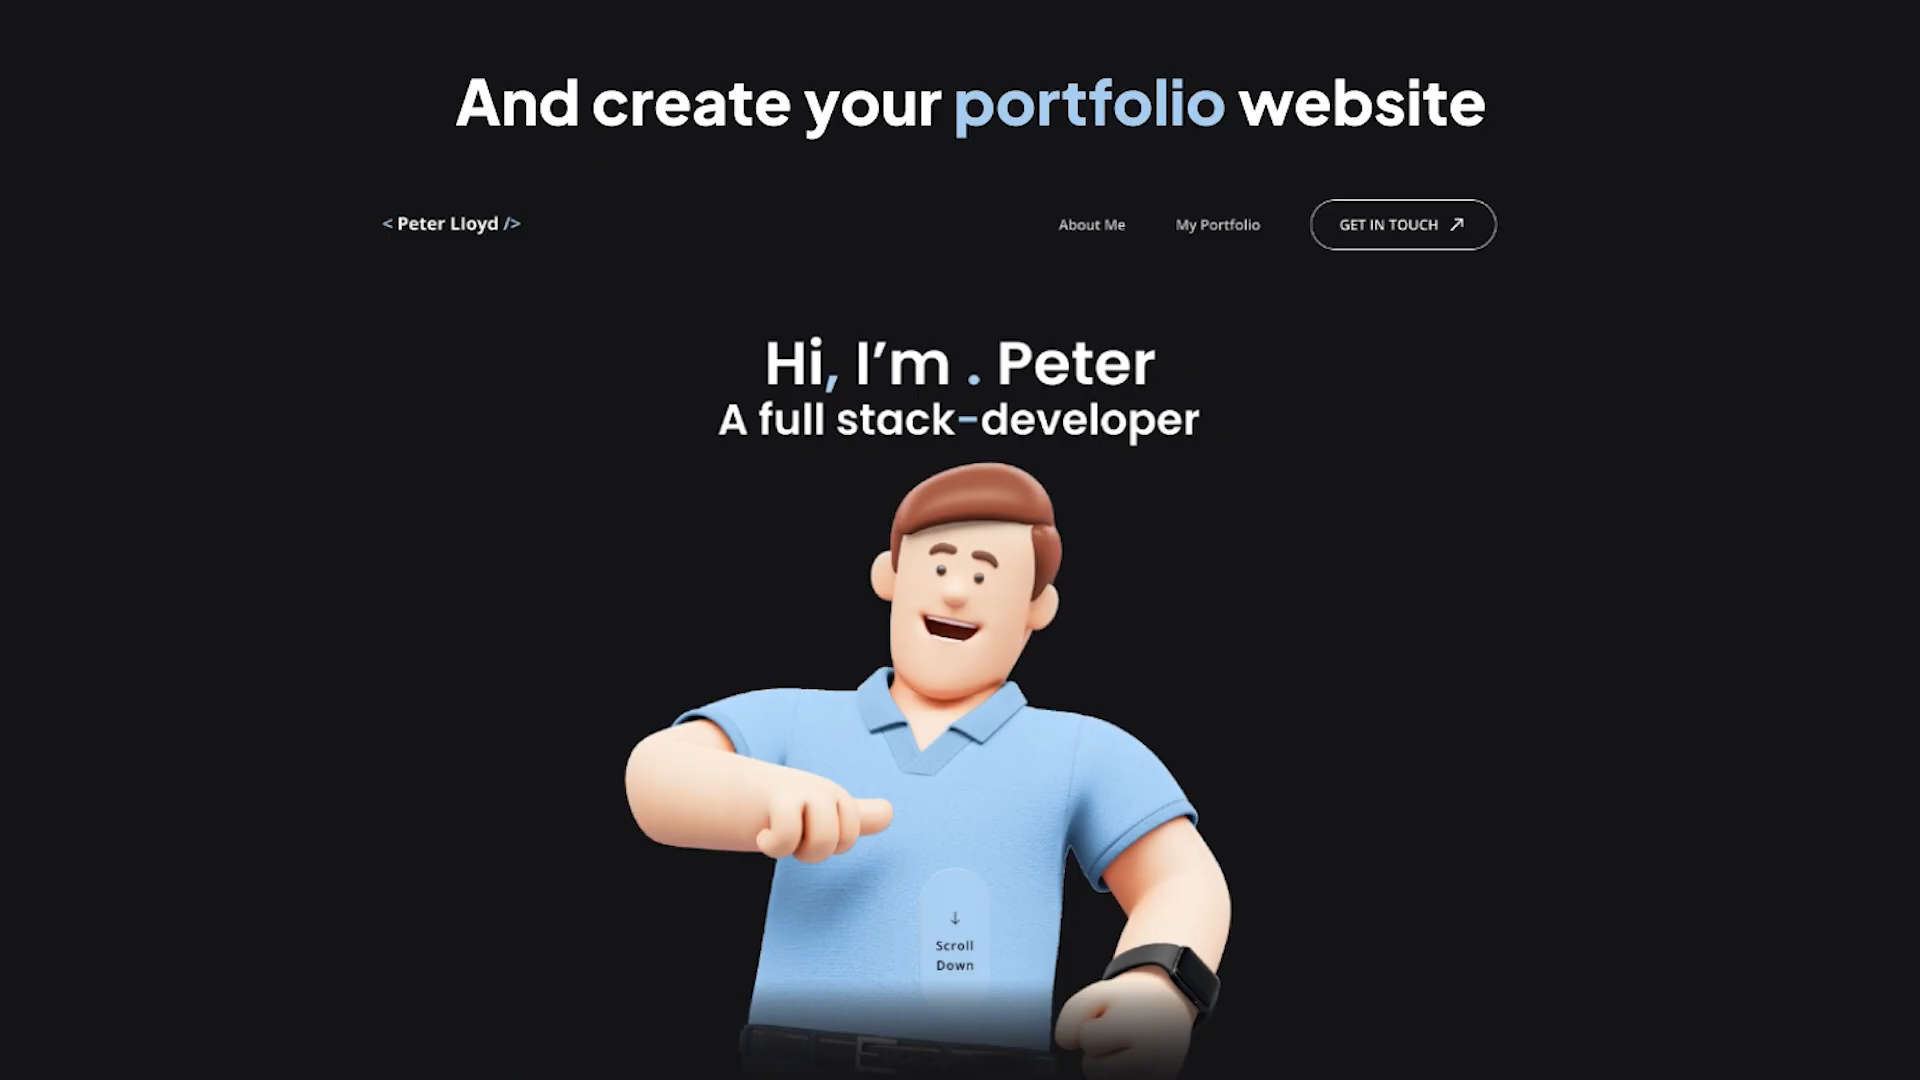 And create your portfolio website
< Peter Lloyd />
About Me
My Portfolio
GET IN TOUCH
Hi, I’m . Peter
A full stack-developer
Scroll
Down